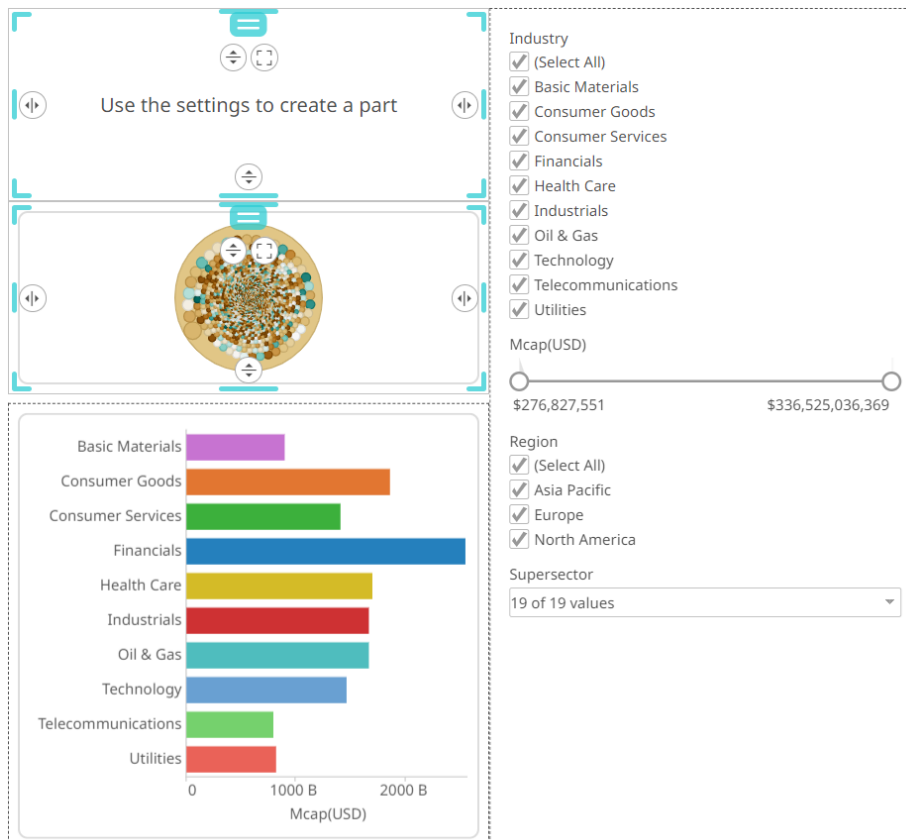 Use the settings to create a part
Basic Materials
Consumer Goods
Consumer Services
Financials
Health Care
Industrials
Oil & Gas
Technology
Telecommunications
Utilities
0 1000 B 2000 B
Mcap(USD)
Industry
(Select All)
Basic Materials
Consumer Goods
Consumer Services
Financials
Health Care
Industrials
Oil & Gas
Technology
Telecommunications
Utilities
Mcap(USD)
$276,827,551 $336,525,036,369
Region
(Select All)
Asia Pacific
Europe
North America
Supersector
19 of 19 values